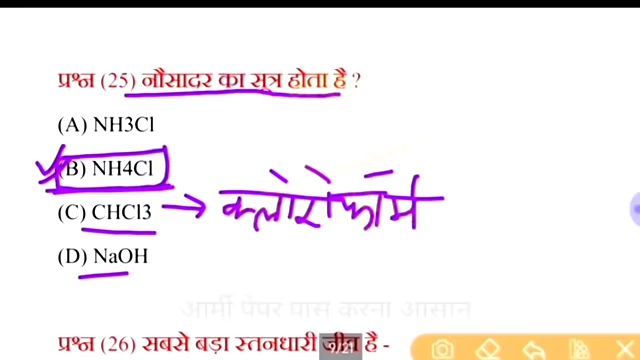 प्रश्न (25) नौसादर का सूत्र होता है ?
(A) NH3Cl
(B) NH4Cl
(C) CHCl3 → क्लोरोफॉर्म
(D) NaOH
आर्मी पेपर पास करना आसान
प्रश्न (26) सबसे बड़ा स्तनधारी जीव है -